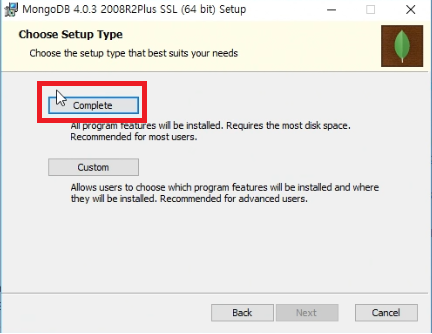 MongoDB 4.0.3 2008R2Plus SSL (64 bit) Setup
Choose Setup Type
Choose the setup type that best suits your needs
Complete
All program features will be installed. Requires the most disk space.
Recommended for most users.
Custom
Allows users to choose which program features will be installed and where
they will be installed. Recommended for advanced users.
Back
Next
Cancel